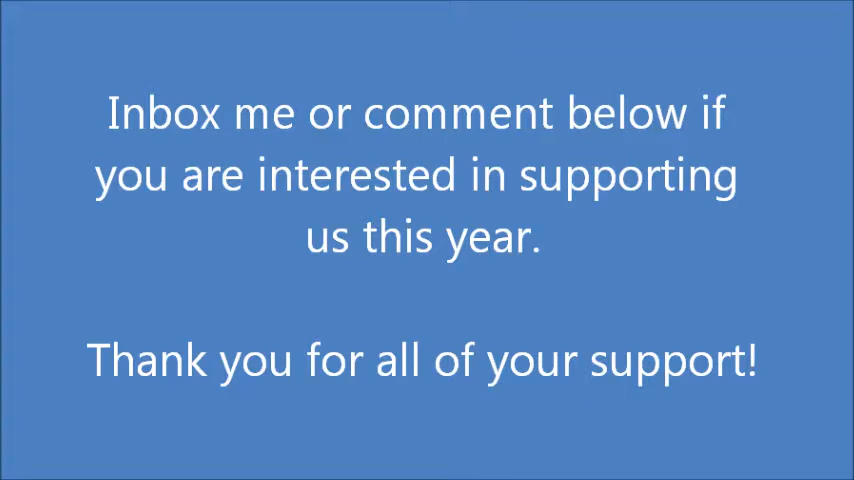 Inbox me or comment below if
you are interested in supporting
us this year.
Thank you for all of your support!